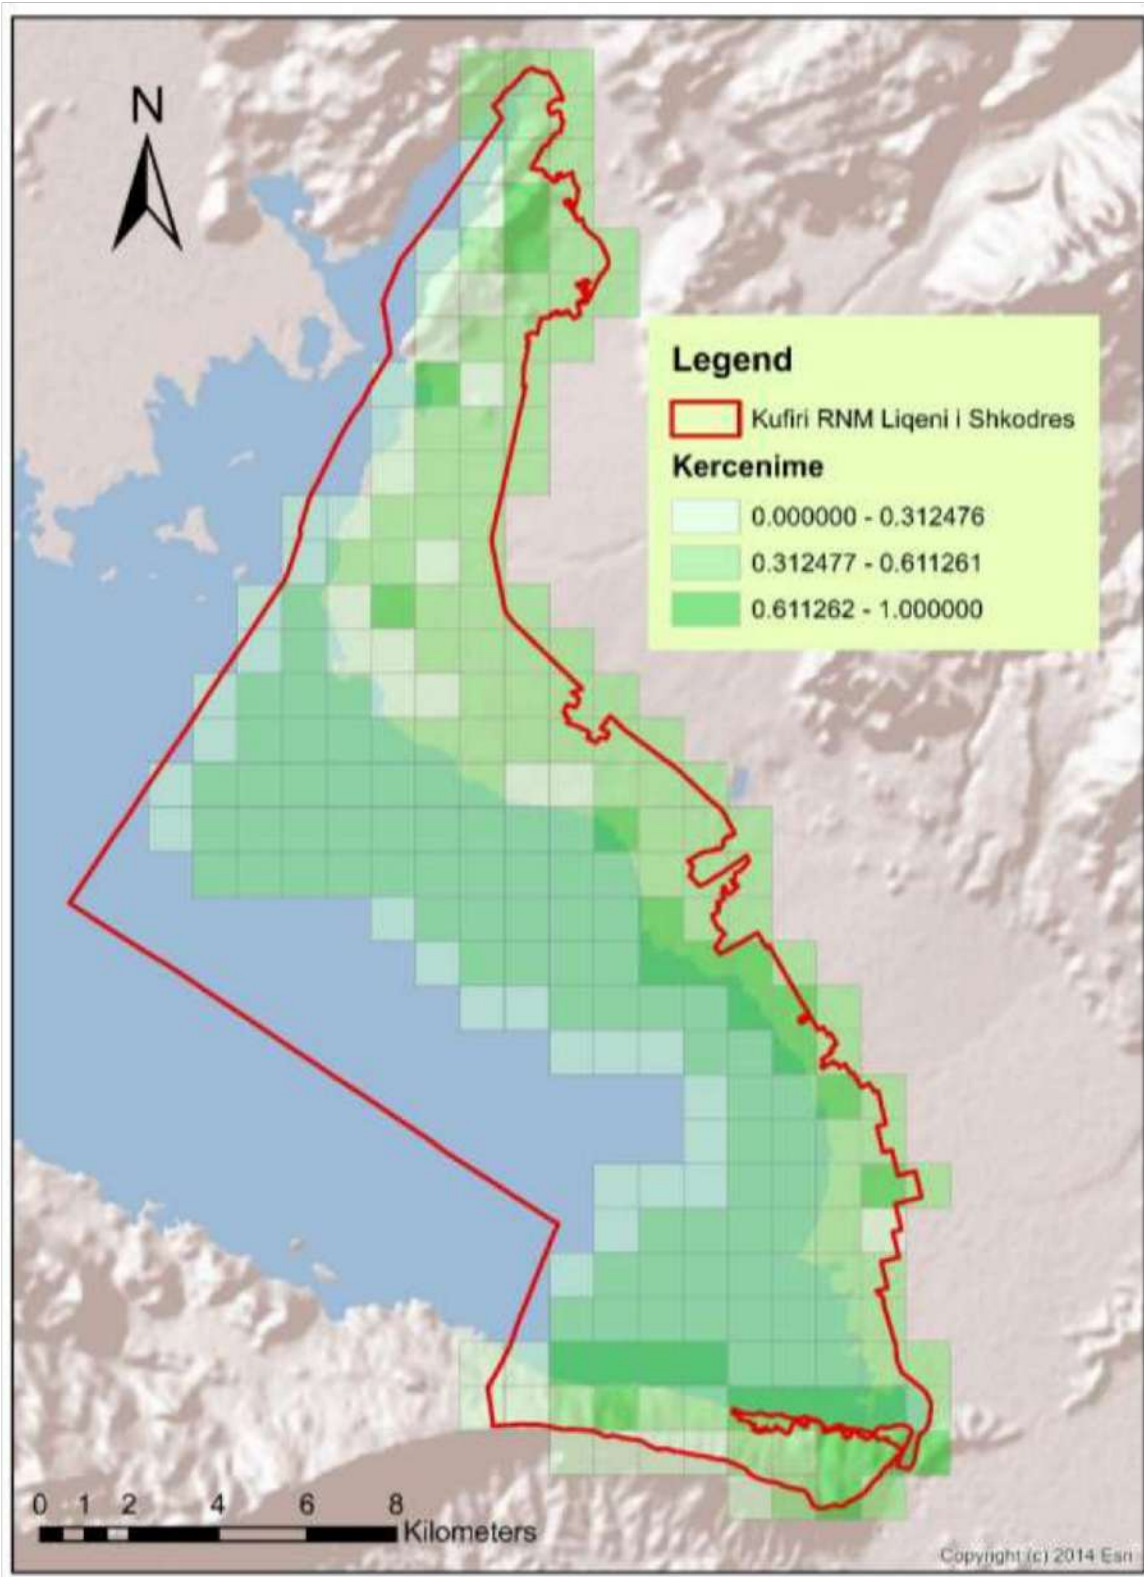 N
Legend
Kufiri RNM Liqeni i Shkodres
Kercenime
0.000000 - 0.312476
0.312477 - 0.611261
0.611262 - 1.000000
0 1 2 4 6 8
Kilometers
Copyright (c) 2014 Esri